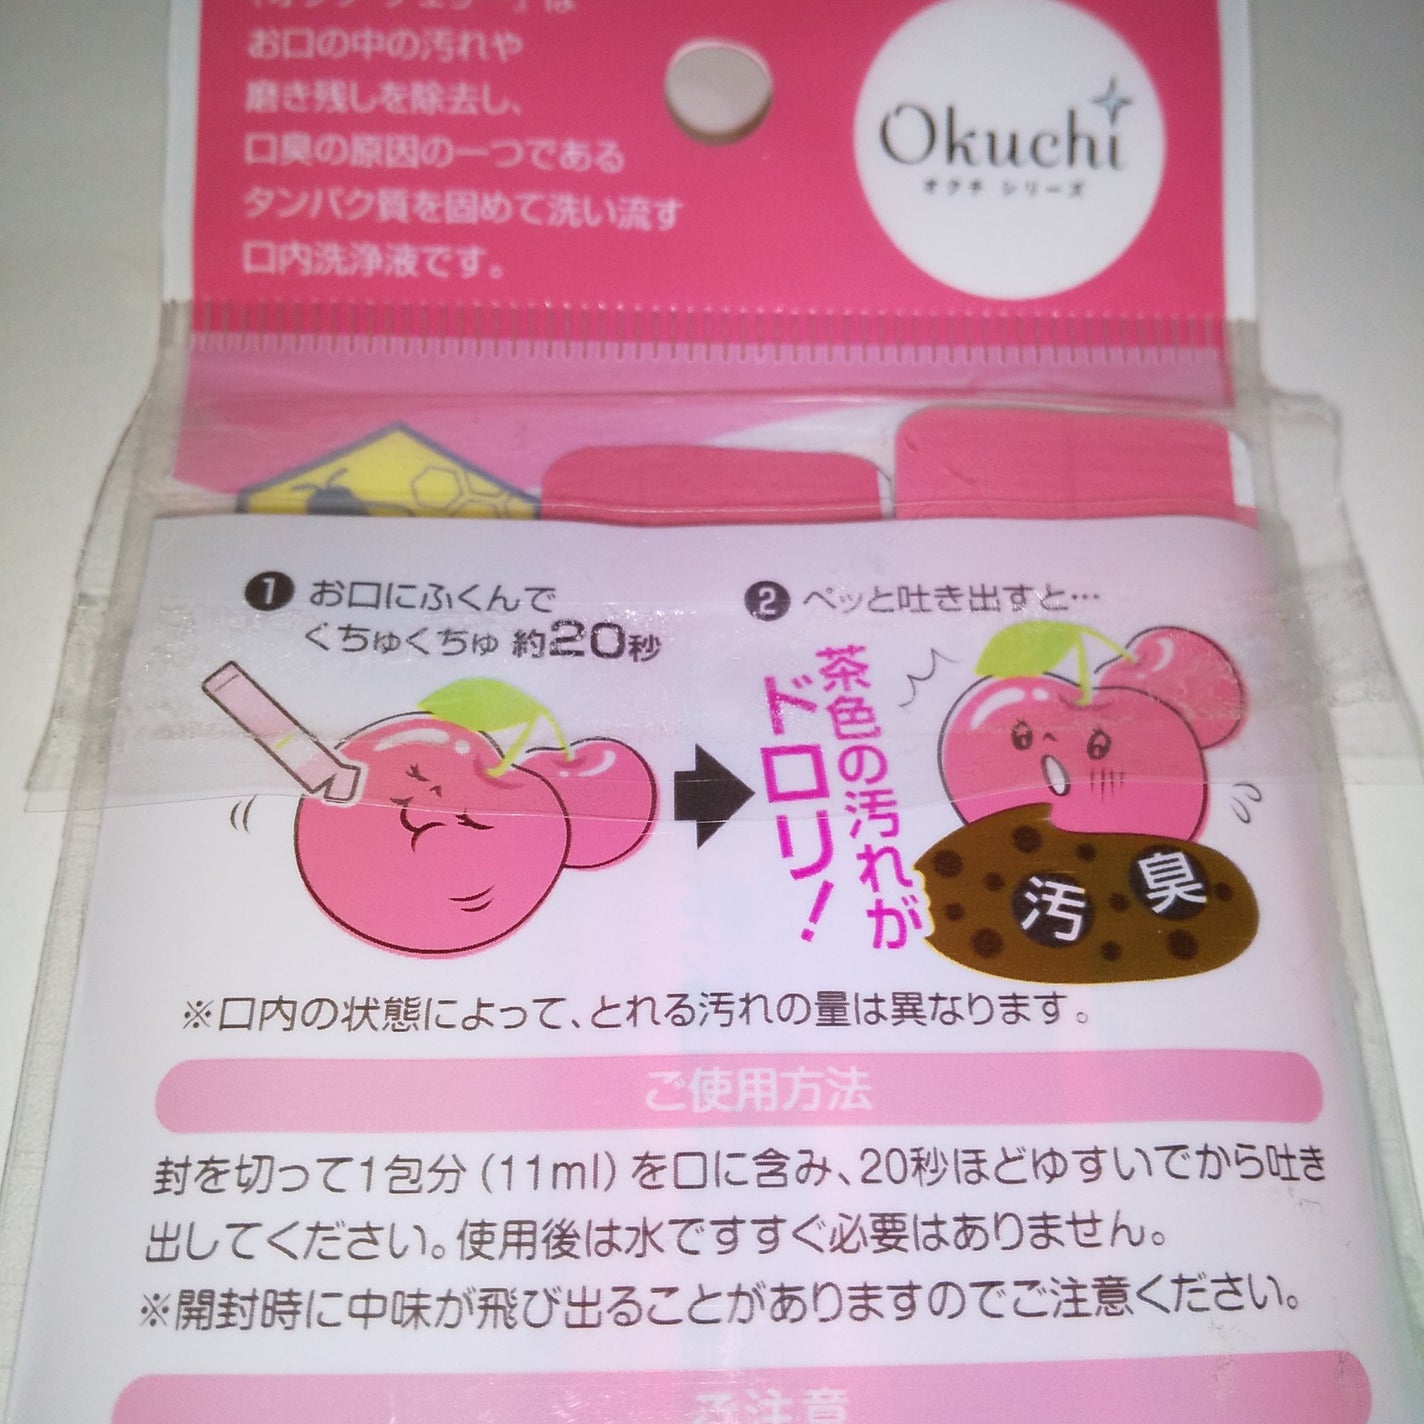 お口の中の汚れや
磨き残しを除去し、
口臭の原因の一つである
タンパク質を固めて洗い流す
口内洗浄液です。
Okuchi
オクチ シリーズ
1 お口にふくんで
くちゅくちゅ 約20秒
2 ペッと吐き出すと…
茶色の汚れが
ドロリ!
汚
臭
※口内の状態によって、とれる汚れの量は異なります。
ご使用方法
封を切って1包分(11ml)を口に含み、20秒ほどゆすいでから吐き
出してください。使用後は水ですすぐ必要はありません。
※開封時に中味が飛び出ることがありますのでご注意ください。
ご注意